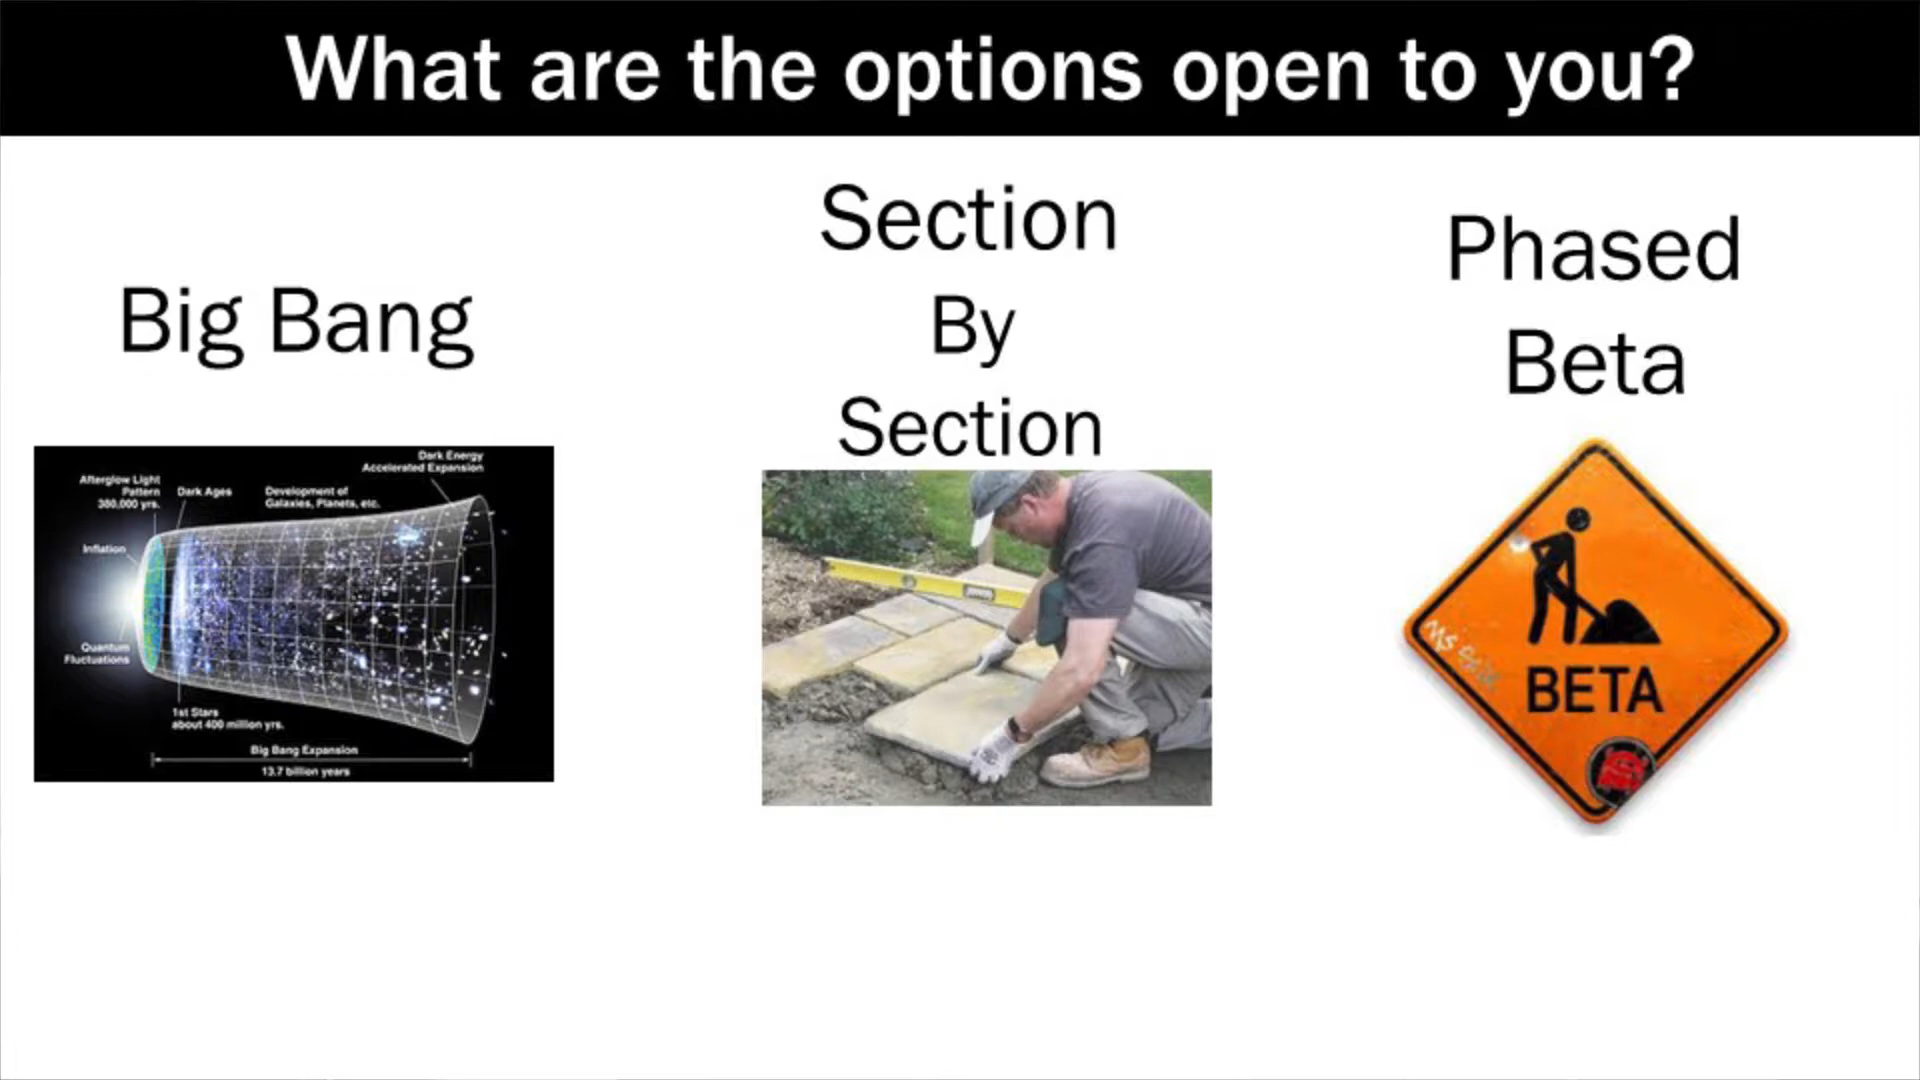 What are the options open to you?
Big Bang
Section
By
Section
Phased
Beta
Dark Energy
Accelerated Expansion
Afterglow Light
Pattern
380,000 yrs.
Dark Ages
Development of
Galaxies, Planets, etc.
Inflation
Quantum
Fluctuations
1st Stars
about 400 million yrs.
Big Bang Expansion
13.7 billion years
BETA